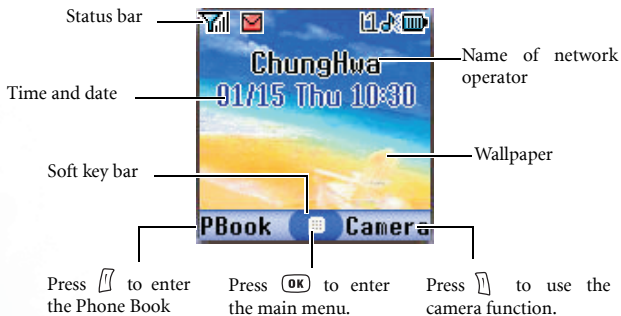 Status bar
L1
ChungHwa
Name of network
operator
Time and date
01/15 Thu 10:30
Wallpaper
Soft key bar
PBook
Camera
Press to enter
the Phone Book
Press OK to enter
the main menu.
Press to use the
camera function.